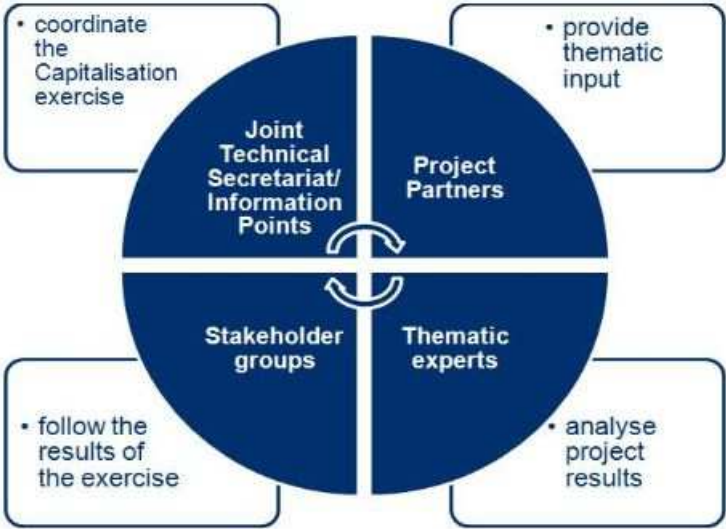 • coordinate
the
Capitalisation
exercise
• provide
thematic
input
Joint
Technical
Secretariat/
Information
Points
Project
Partners
Stakeholder
groups
Thematic
experts
• follow the
results of
the exercise
• analyse
project
results